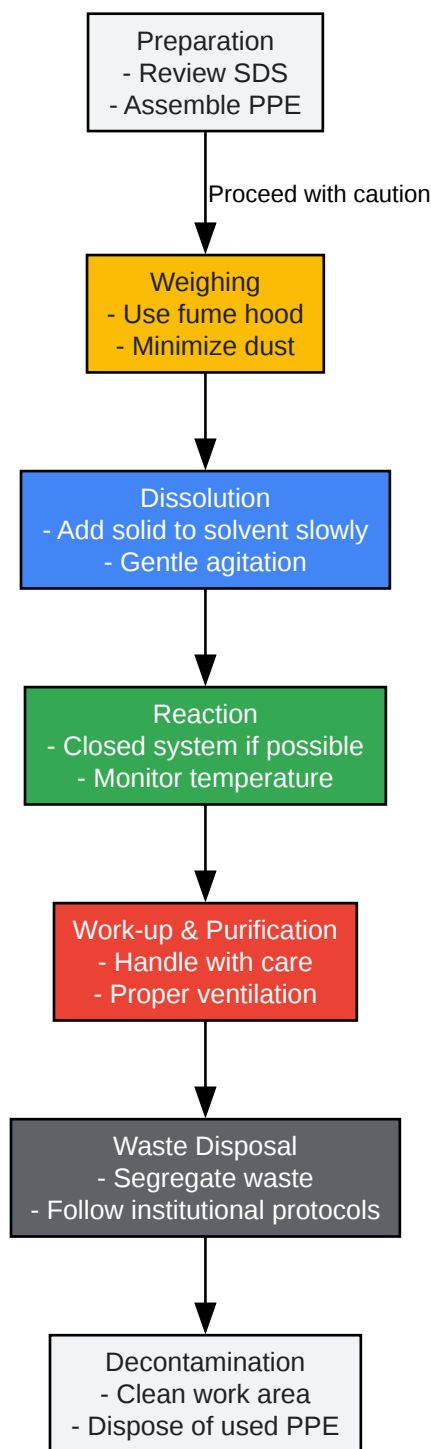 Preparation
- Review SDS
- Assemble PPE
Proceed with caution
Weighing
- Use fume hood
- Minimize dust
Dissolution
- Add solid to solvent slowly
- Gentle agitation
Reaction
- Closed system if possible
- Monitor temperature
Work-up & Purification
- Handle with care
- Proper ventilation
Waste Disposal
- Segregate waste
- Follow institutional protocols
Decontamination
- Clean work area
- Dispose of used PPE